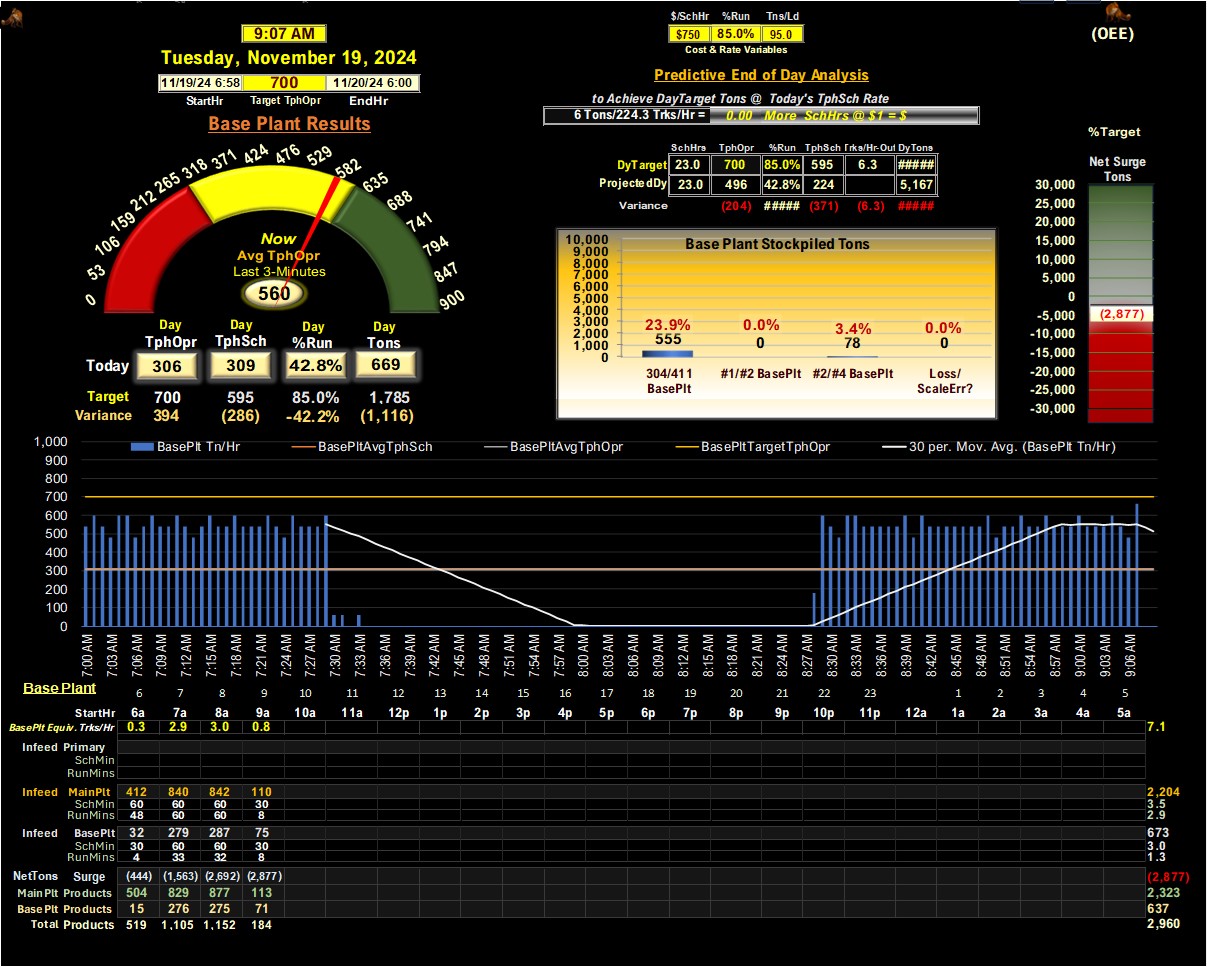 $/SchHr %Run Tns/Ld
9:07 AM
$750 85.0% 95.0
(OEE)
Cost & Rate Variables
Tuesday, November 19, 2024
Predictive End of Day Analysis
11/19/24 6:58 700 11/20/24 6:00
StartHr Target TphOpr EndHr
to Achieve DayTarget Tons @ Today's TphSch Rate
6 Tons/224.3 Trks/Hr = 0.00 More SchHrs @ $1 = $
Base Plant Results
%Target
SchHrs TphOpr %Run TphSch Trks/Hr-Out DyTons
DyTarget 23.0 700 85.0% 595 6.3 #####
ProjectedDy 23.0 496 42.8% 224 5,167
Variance (204) ##### (371) (6.3) #####
Net Surge
Tons
30,000
25,000
20,000
15,000
10,000
5,000
0
-5,000
-10,000
-15,000
-20,000
-25,000
-30,000
(2,877)
0 53 106 159 212 265 318 371 424 476 529 582 635 688 741 794 847 900
Now
Avg TphOpr
Last 3-Minutes
560
Base Plant Stockpiled Tons
10,000
9,000
8,000
7,000
6,000
5,000
4,000
3,000
2,000
1,000
0
23.9% 0.0% 3.4% 0.0%
555 0 78 0
304/411 BasePlt
#1/#2 BasePlt
#2/#4 BasePlt
Loss/ ScaleErr?
Day Day Day Day
TphOpr TphSch %Run Tons
Today 306 309 42.8% 669
Target 700 595 85.0% 1,785
Variance 394 (286) -42.2% (1,116)
BasePlt Tn/Hr BasePltAvgTphSch BasePltAvgTphOpr BasePltTargetTphOpr 30 per. Mov. Avg. (BasePlt Tn/Hr)
1,000
900
800
700
600
500
400
300
200
100
0
7:00 AM 7:03 AM 7:06 AM 7:09 AM 7:12 AM 7:15 AM 7:18 AM 7:21 AM 7:24 AM 7:27 AM 7:30 AM 7:33 AM 7:36 AM 7:39 AM 7:42 AM 7:45 AM 7:48 AM 7:51 AM 7:54 AM 7:57 AM 8:00 AM 8:03 AM 8:06 AM 8:09 AM 8:12 AM 8:15 AM 8:18 AM 8:21 AM 8:24 AM 8:27 AM 8:30 AM 8:33 AM 8:36 AM 8:39 AM 8:42 AM 8:45 AM 8:48 AM 8:51 AM 8:54 AM 8:57 AM 9:00 AM 9:03 AM 9:06 AM
Base Plant 6 7 8 9 10 11 12 13 14 15 16 17 18 19 20 21 22 23 1 2 3 4 5
StartHr 6a 7a 8a 9a 10a 11a 12p 1p 2p 3p 4p 5p 6p 7p 8p 9p 10p 11p 12a 1a 2a 3a 4a 5a
BasePlt Equiv. Trks/Hr 0.3 2.9 3.0 0.8 7.1
Infeed Primary
SchMin
RunMins
Infeed MainPlt 412 840 842 110 2,204
SchMin 60 60 60 30 3.5
RunMins 48 60 60 8 2.9
Infeed BasePlt 32 279 287 75 673
SchMin 30 60 60 30 3.0
RunMins 4 33 32 8 1.3
NetTons Surge (444) (1,563) (2,692) (2,877) (2,877)
MainPlt Products 504 829 877 113 2,323
BasePlt Products 15 276 275 71 637
Total Products 519 1,105 1,152 184 2,960